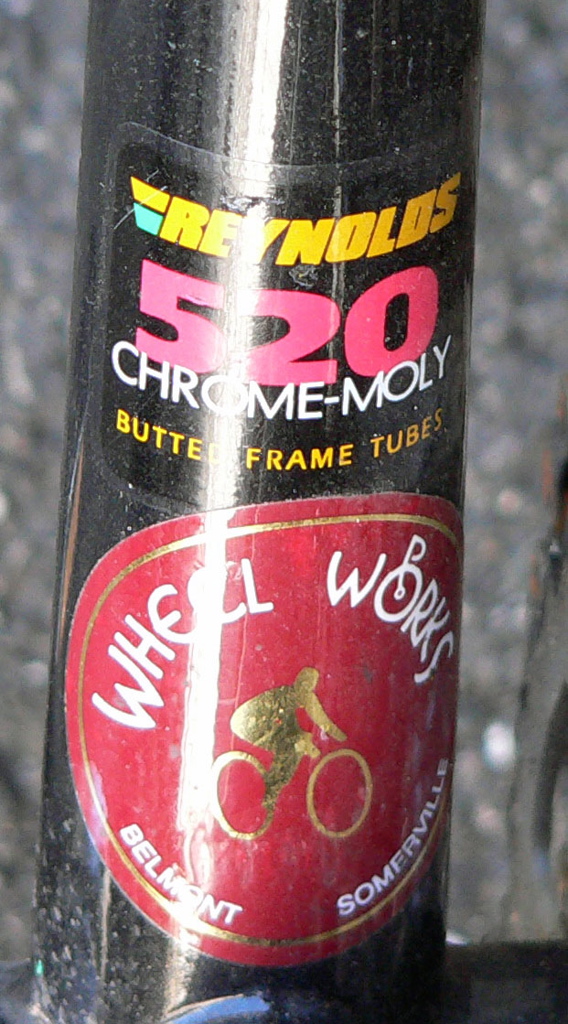 REYNOLDS
520
CHROME-MOLY
BUTTED FRAME TUBES
WHEEL WORKS
BELMONT SOMERVILLE